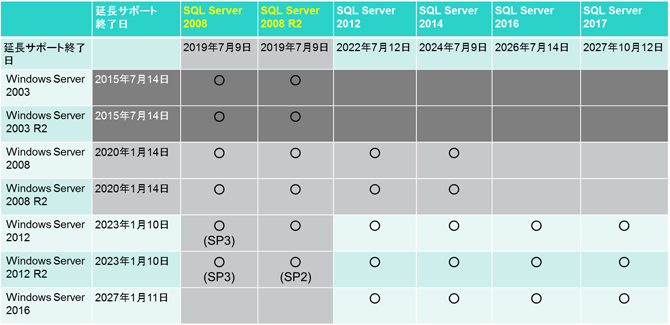 延長サポート終了日 SQL Server 2008 SQL Server 2008 R2 SQL Server 2012 SQL Server 2014 SQL Server 2016 SQL Server 2017
延長サポート終了日 2019年7月9日 2019年7月9日 2022年7月12日 2024年7月9日 2026年7月14日 2027年10月12日
Windows Server 2003 2015年7月14日 〇 〇
Windows Server 2003 R2 2015年7月14日 〇 〇
Windows Server 2008 2020年1月14日 〇 〇 〇 〇
Windows Server 2008 R2 2020年1月14日 〇 〇 〇 〇
Windows Server 2012 2023年1月10日 〇(SP3) 〇 〇 〇 〇 〇
Windows Server 2012 R2 2023年1月10日 〇(SP3) 〇(SP2) 〇 〇 〇 〇
Windows Server 2016 2027年1月11日 〇 〇 〇 〇